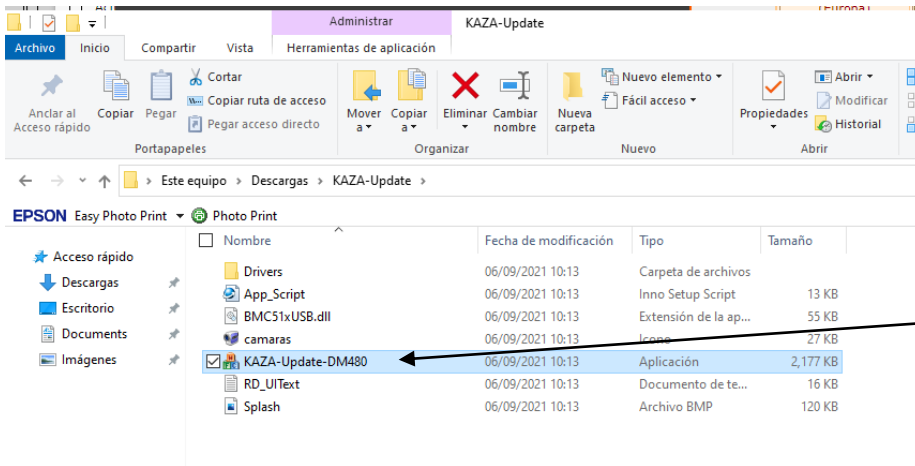 (Europa)
Administrar
KAZA-Update
Archivo Inicio Compartir Vista Herramientas de aplicación
Anclar al Acceso rápido
Copiar
Pegar
Cortar
Copiar ruta de acceso
Pegar acceso directo
Portapapeles
Mover a
Copiar a
Eliminar
Cambiar nombre
Organizar
Nueva carpeta
Nuevo elemento
Fácil acceso
Nuevo
Propiedades
Abrir
Modificar
Historial
Abrir
Este equipo > Descargas > KAZA-Update >
EPSON Easy Photo Print Photo Print
Acceso rápido
Descargas
Escritorio
Documents
Imágenes
Nombre Fecha de modificación Tipo Tamaño
Drivers 06/09/2021 10:13 Carpeta de archivos
App_Script 06/09/2021 10:13 Inno Setup Script 13 KB
BMC51xUSB.dll 06/09/2021 10:13 Extensión de la ap... 55 KB
camaras 06/09/2021 10:13 Icono 27 KB
KAZA-Update-DM480 06/09/2021 10:13 Aplicación 2,177 KB
RD_UIText 06/09/2021 10:13 Documento de te... 16 KB
Splash 06/09/2021 10:13 Archivo BMP 120 KB